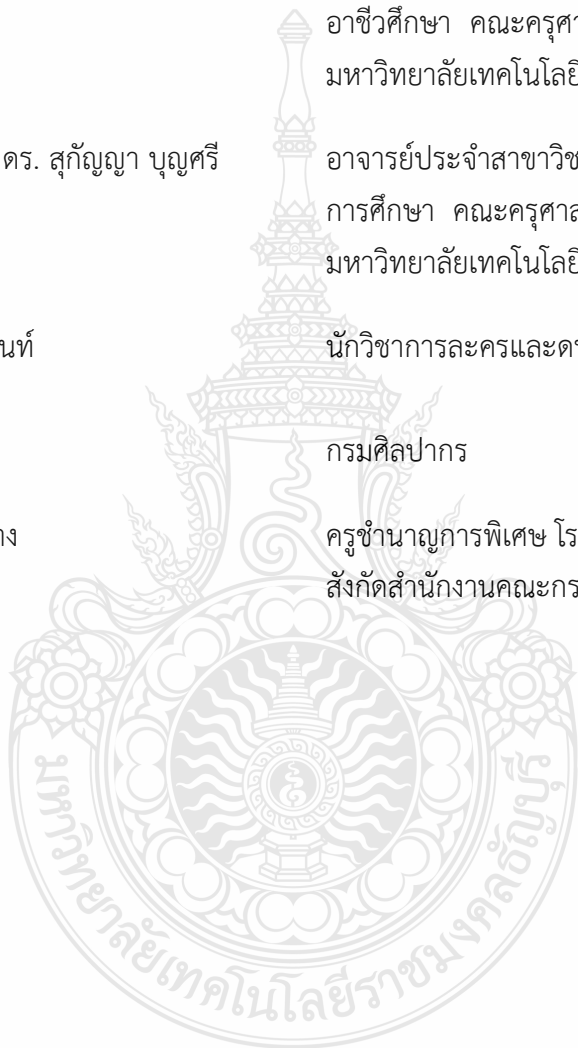 อาชีวศึกษา คณะครุศา
มหาวิทยาลัยเทคโนโลยี
ดร. สุกัญญา บุญศรี อาจารย์ประจำสาขาวิช
การศึกษา คณะครุศาส
มหาวิทยาลัยเทคโนโลยี
นท์ นักวิชาการละครและด
กรมศิลปากร
าง ครูชำนาญการพิเศษ โร
สังกัดสำนักงานคณะกร
มหาวิทยาลัยเทคโนโลยีราชมงคลธัญบุรี